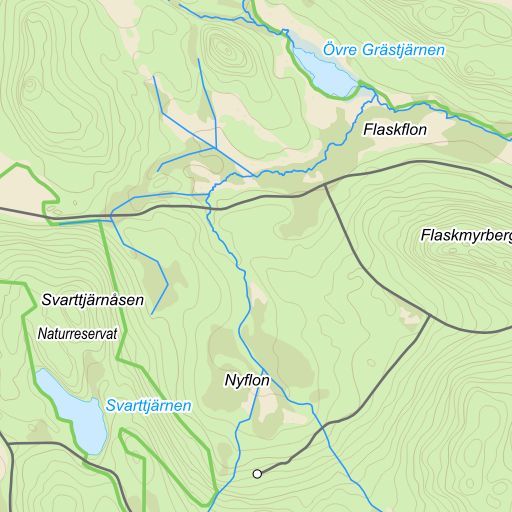 Övre Grästjärnen
Flaskflon
Flaskmyrberg
Svarttjärnåsen
Naturreservat
Nyflon
Svarttjärnen